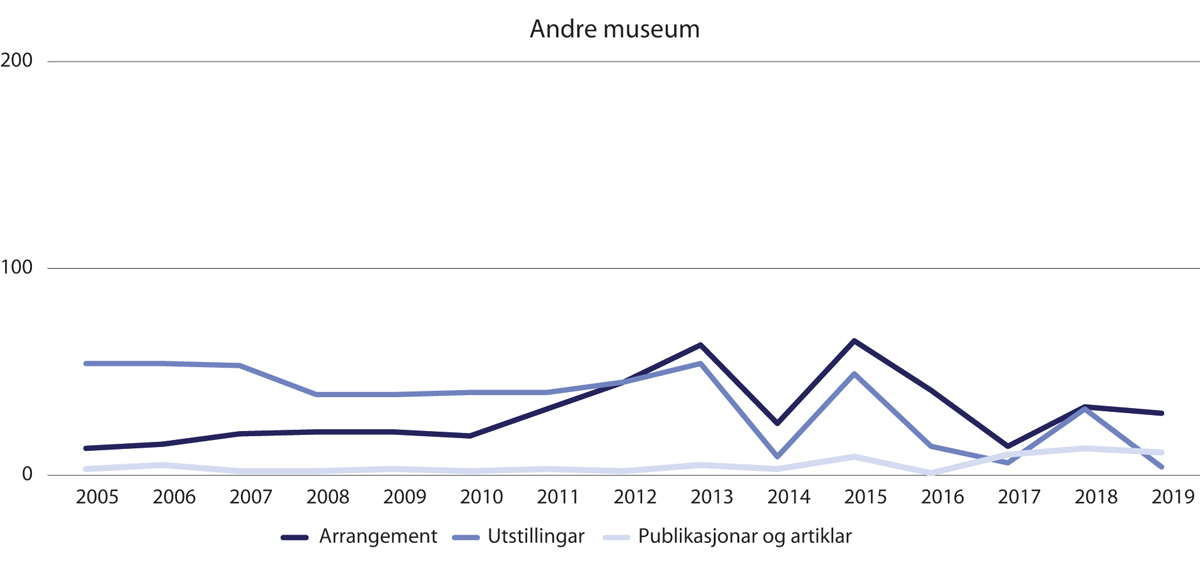 Andre museum
200
100
0
2005 2006 2007 2008 2009 2010 2011 2012 2013 2014 2015 2016 2017 2018 2019
Arrangement Utstillingar Publikasjonar og artiklar